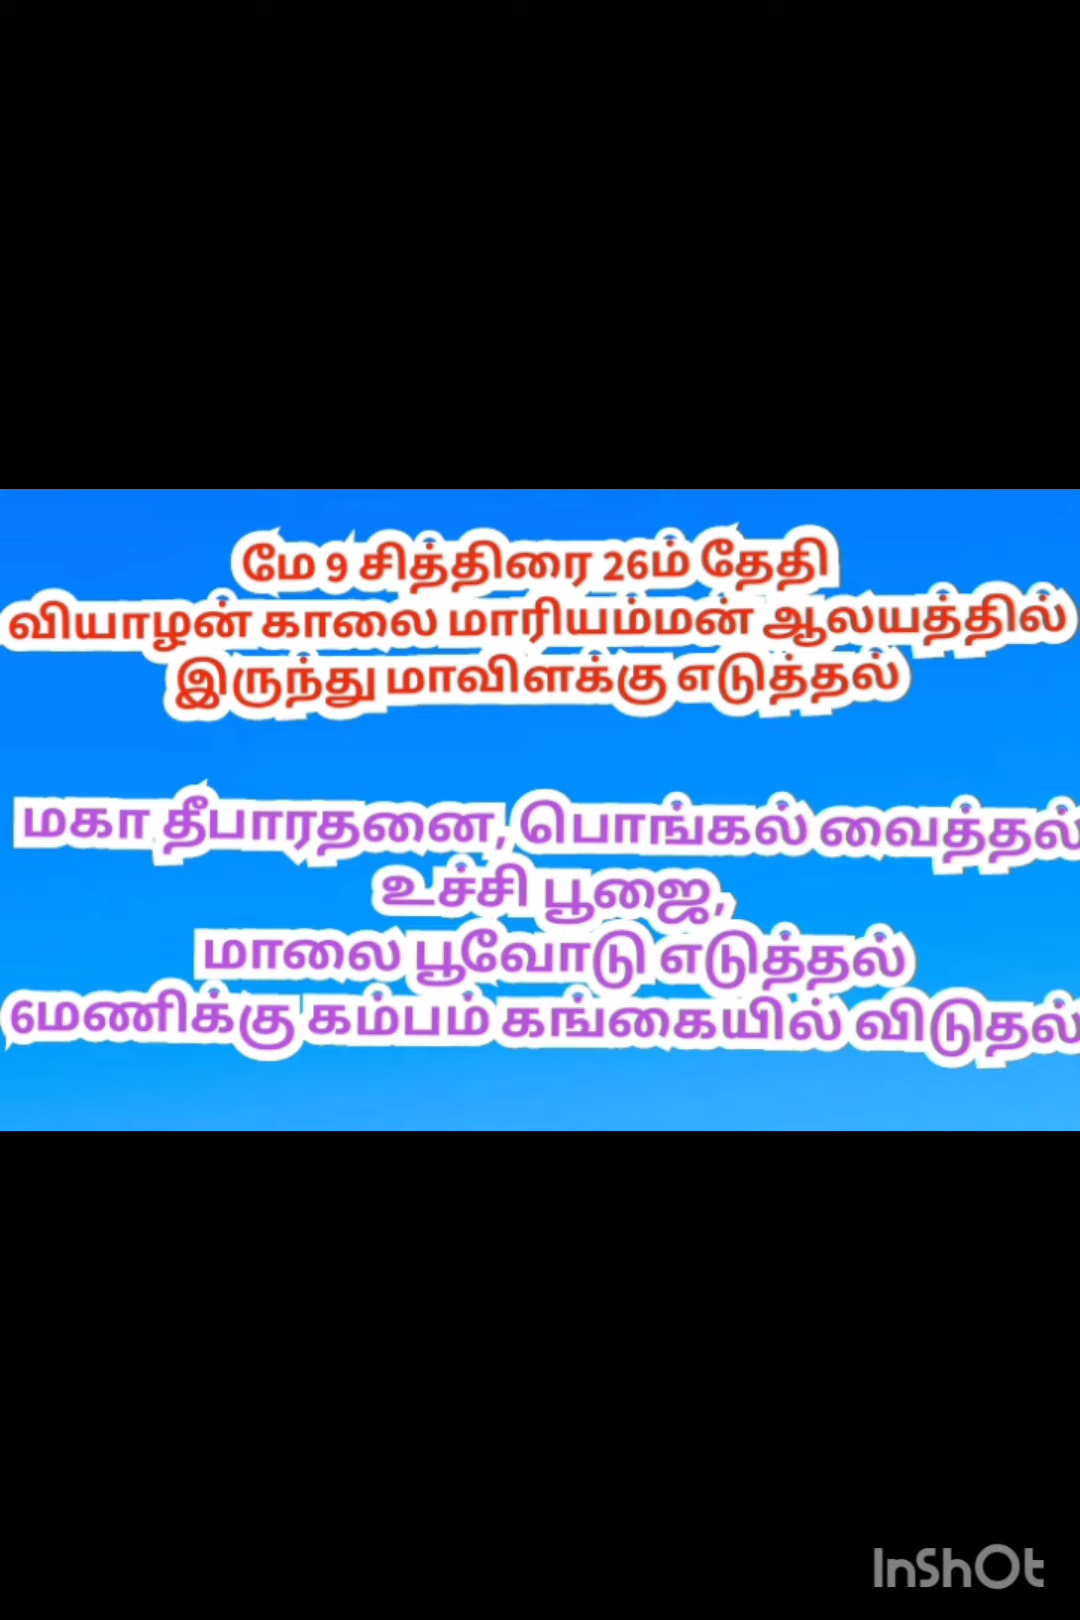 மே 9 சித்திரை 26ம் தேதி
வியாழன் காலை மாரியம்மன் ஆலயத்தில்
இருந்து மாவிளக்கு எடுத்தல்
மகா தீபாரதனை, பொங்கல் வைத்தல்
உச்சி பூஜை,
மாலை பூவோடு எடுத்தல்
6மணிக்கு கம்பம் கங்கையில் விடுதல்
InShOt